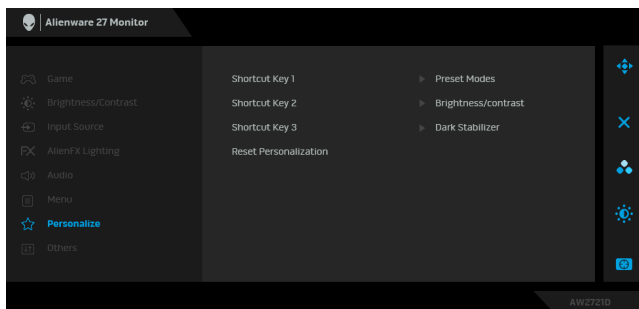 Alienware 27 Monitor
Game
Brightness/Contrast
Input Source
AlienFX Lighting
Audio
Menu
Personalize
Others
Shortcut Key 1 Preset Modes
Shortcut Key 2 Brightness/contrast
Shortcut Key 3 Dark Stabilizer
Reset Personalization
AW2721D